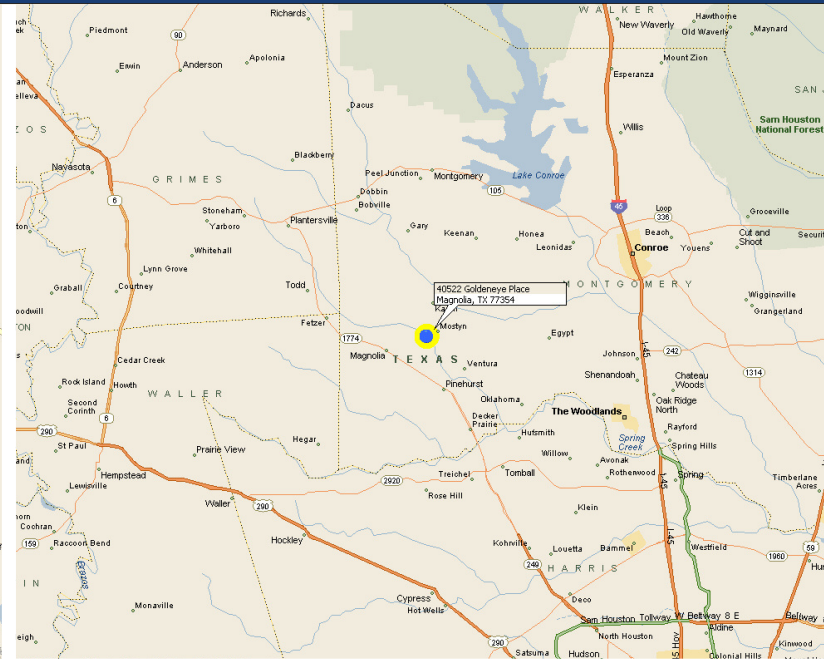 WALKER
Richards
New Waverly
Hawthorne
Old Waverly
Maynard
Piedmont
90
Erwin
Anderson
Apolonia
Mount Zion
Esperanza
SAN
Dacus
Sam Houston
National Forest
Willis
Navasota
Blackberry
GRIMES
Peel Junction
Montgomery
Lake Conroe
105
6
Dobbin
Bobville
45
Loop
336
Groceville
Stoneham
Yarboro
Plantersville
Gary
Keenan
Honea
Leonidas
Beach
Youens
Cut and
Shoot
Conroe
Whitehall
Lynn Grove
Courtney
Graball
Todd
40522 Goldeneye Place
Magnolia, TX 77354
MONTGOMERY
Wigginsville
Grangerland
Fetzer
Mostyn
1774
Egypt
Magnolia
TEXAS
Ventura
Johnson
I-45
242
Cedar Creek
Shenandoah
Chateau
Woods
1314
Rock Island
Howth
WALLER
Pinehurst
Second
Corinth
Oklahoma
Oak Ridge
North
6
Decker
Prairie
The Woodlands
290
Hufsmith
Rayford
St Paul
Prairie View
Hegar
Spring
Creek
Spring Hills
Willow
Avonak
Hempstead
2920
Treichel
Tomball
Rothenwood
Spring
Timberlane
Acres
Lewisville
Waller
290
Rose Hill
I-45
Klein
Cochran
159
Raccoon Bend
Hockley
Kohrville
Louetta
Bammel
I-45
Westfield
1960
59
249
HARRIS
Brazos
Monaville
Cypress
Hot Wells
Deco
Sam Houston Tollway W Beltway 8 E
Beltway
Aldine
North Houston
290
Satsuma
Hudson
Colonial Hills
Kinwood